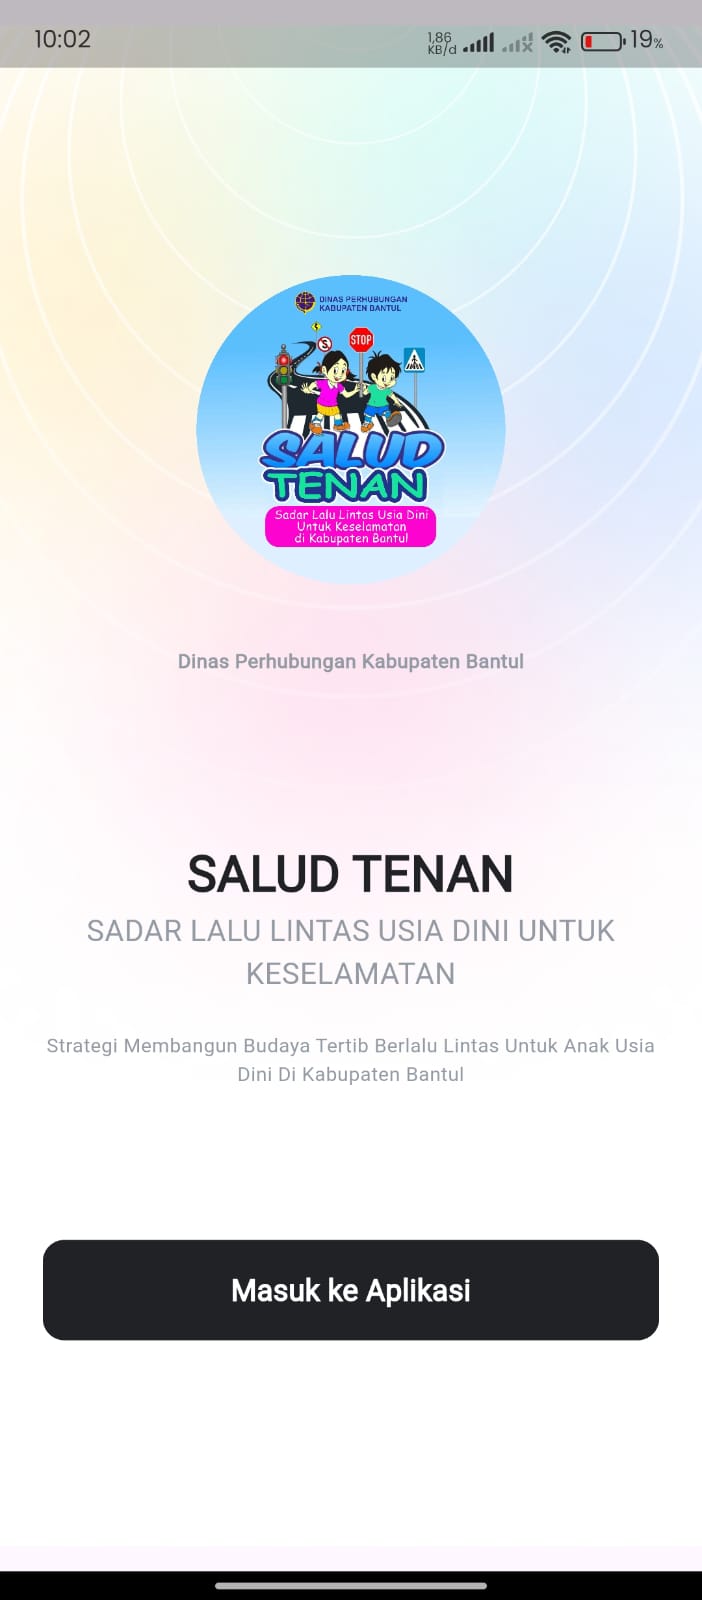 10:02
1,86
KB/d
19%
DINAS PERHUBUNGAN
KABUPATEN BANTUL
S
STOP
SALUD
TENAN
Sadar Lalu Lintas Usia Dini
Untuk Keselamatan
di Kabupaten Bantul
Dinas Perhubungan Kabupaten Bantul
SALUD TENAN
SADAR LALU LINTAS USIA DINI UNTUK
KESELAMATAN
Strategi Membangun Budaya Tertib Berlalu Lintas Untuk Anak Usia
Dini Di Kabupaten Bantul
Masuk ke Aplikasi